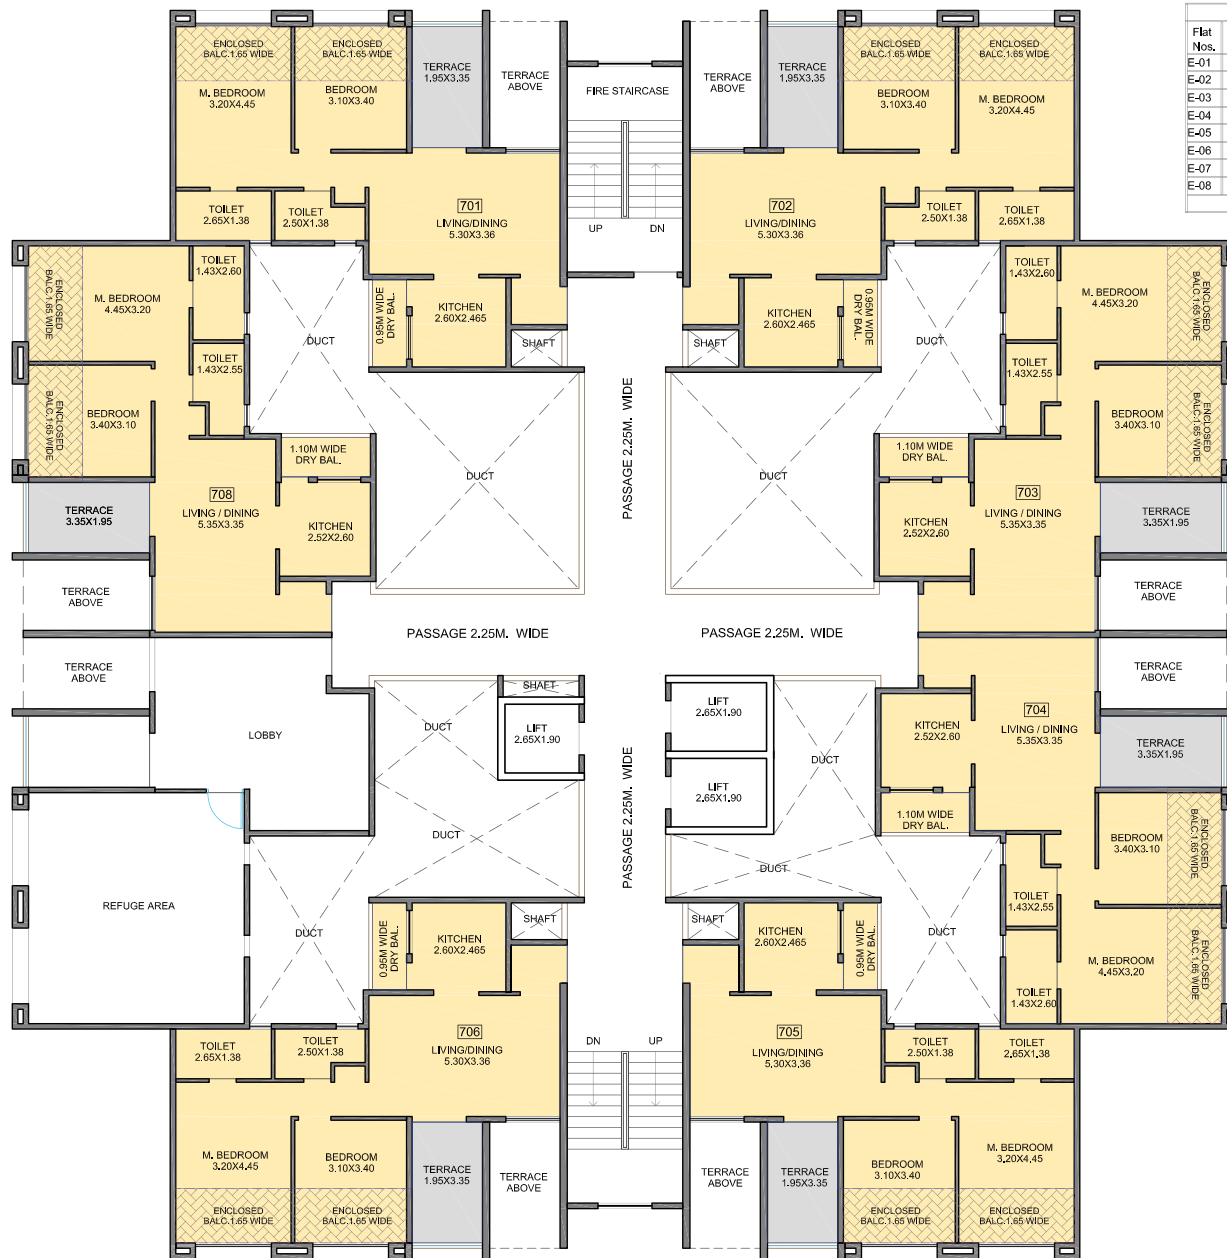 Flat
Nos.
E-01
E-02
E-03
E-04
E-05
E-06
E-07
E-08
ENCLOSED
BALC.1.65 WIDE
M. BEDROOM
3.20X4.45
ENCLOSED
BALC.1.65 WIDE
BEDROOM
3.10X3.40
TERRACE
1.95X3.35
TERRACE
ABOVE
FIRE STAIRCASE
UP
DN
TERRACE
ABOVE
TERRACE
1.95X3.35
ENCLOSED
BALC.1.65 WIDE
BEDROOM
3.10X3.40
ENCLOSED
BALC.1.65 WIDE
M. BEDROOM
3.20X4.45
TOILET
2.65X1.38
TOILET
2.50X1.38
701
LIVING/DINING
5.30X3.36
702
LIVING/DINING
5.30X3.36
TOILET
2.50X1.38
TOILET
2.65X1.38
ENCLOSED
BALC.1.65 WIDE
M. BEDROOM
4.45X3.20
TOILET
1.43X2.60
DUCT
0.95M WIDE
DRY BAL.
KITCHEN
2.60X2.465
SHAFT
SHAFT
KITCHEN
2.60X2.465
0.95M WIDE
DRY BAL.
DUCT
TOILET
1.43X2.60
M. BEDROOM
4.45X3.20
ENCLOSED
BALC.1.65 WIDE
TOILET
1.43X2.55
ENCLOSED
BALC.1.65 WIDE
BEDROOM
3.40X3.10
TOILET
1.43X2.55
BEDROOM
3.40X3.10
ENCLOSED
BALC.1.65 WIDE
1.10M WIDE
DRY BAL.
DUCT
PASSAGE 2.25M. WIDE
DUCT
1.10M WIDE
DRY BAL.
708
LIVING / DINING
5.35X3.35
KITCHEN
2.52X2.60
TERRACE
3.35X1.95
KITCHEN
2.52X2.60
703
LIVING / DINING
5.35X3.35
TERRACE
3.35X1.95
TERRACE
ABOVE
TERRACE
ABOVE
PASSAGE 2.25M. WIDE
PASSAGE 2.25M. WIDE
TERRACE
ABOVE
TERRACE
ABOVE
LOBBY
DUCT
SHAFT
LIFT
2.65X1.90
LIFT
2.65X1.90
DUCT
KITCHEN
2.52X2.60
704
LIVING / DINING
5.35X3.35
TERRACE
3.35X1.95
LIFT
2.65X1.90
PASSAGE 2.25M. WIDE
DUCT
1.10M WIDE
DRY BAL.
BEDROOM
3.40X3.10
ENCLOSED
BALC.1.65 WIDE
DUCT
TOILET
1.43X2.55
REFUGE AREA
DUCT
0.95M WIDE
DRY BAL.
KITCHEN
2.60X2.465
SHAFT
SHAFT
KITCHEN
2.60X2.465
0.95M WIDE
DRY BAL.
DUCT
M. BEDROOM
4.45X3.20
ENCLOSED
BALC.1.65 WIDE
TOILET
1.43X2.60
TOILET
2.65X1.38
TOILET
2.50X1.38
706
LIVING/DINING
5.30X3.36
DN
UP
705
LIVING/DINING
5.30X3.36
TOILET
2.50X1.38
TOILET
2.65X1.38
M. BEDROOM
3.20X4.45
BEDROOM
3.10X3.40
TERRACE
1.95X3.35
TERRACE
ABOVE
TERRACE
ABOVE
TERRACE
1.95X3.35
BEDROOM
3.10X3.40
M. BEDROOM
3.20X4.45
ENCLOSED
BALC.1.65 WIDE
ENCLOSED
BALC.1.65 WIDE
ENCLOSED
BALC.1.65 WIDE
ENCLOSED
BALC.1.65 WIDE